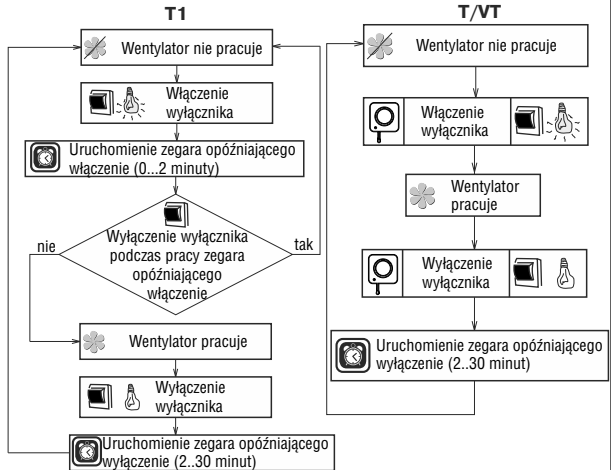 T1
Wentylator nie pracuje
Włączenie
wyłącznika
Uruchomienie zegara opóźniającego
włączenie (0...2 minuty)
Wyłączenie wyłącznika
podczas pracy zegara
opóźniającego
włączenie
nie
tak
Wentylator pracuje
Wyłączenie
wyłącznika
Uruchomienie zegara opóźniającego
wyłączenie (2..30 minut)
T/VT
Wentylator nie pracuje
Włączenie
wyłącznika
Wentylator
pracuje
Wyłączenie
wyłącznika
Uruchomienie zegara opóźniającego
wyłączenie (2..30 minut)